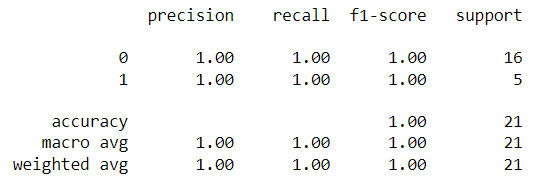 precision recall f1-score support
0 1.00 1.00 1.00 16
1 1.00 1.00 1.00 5
accuracy 1.00 21
macro avg 1.00 1.00 1.00 21
weighted avg 1.00 1.00 1.00 21